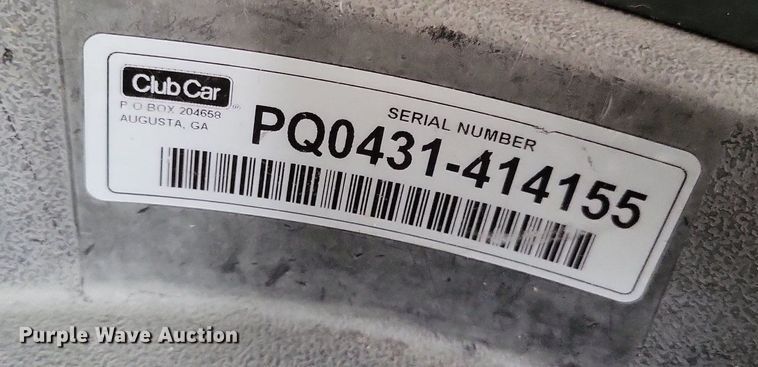 Club Car
P O BOX 204658
AUGUSTA, GA
SERIAL NUMBER
PQ0431-414155
Purple Wave Auction